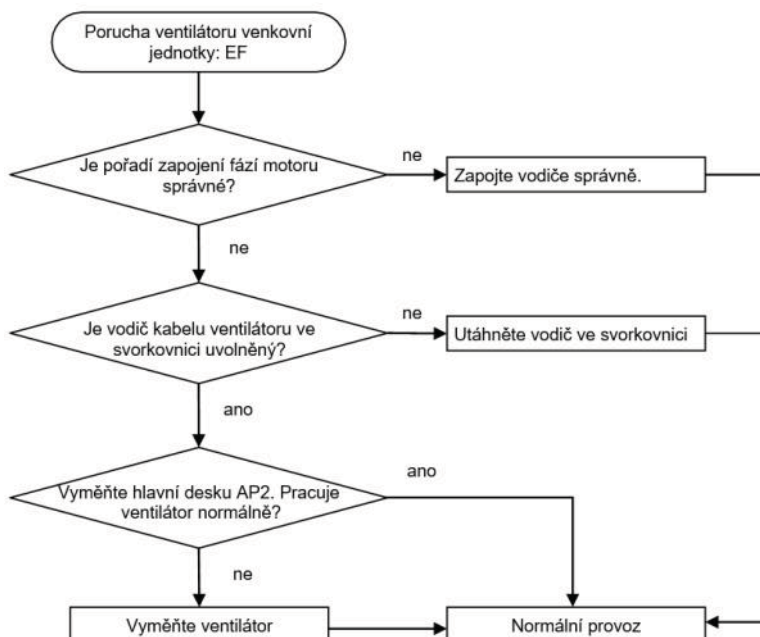 Porucha ventilátoru venkovní
jednotky: EF
Je pořadí zapojení fází motoru
správné?
ne
Zapojte vodiče správně.
ne
Je vodič kabelu ventilátoru ve
svorkovnici uvolněný?
ne
Utáhněte vodič ve svorkovnici
ano
Vyměňte hlavní desku AP2. Pracuje
ventilátor normálně?
ano
ne
Vyměňte ventilátor
Normální provoz